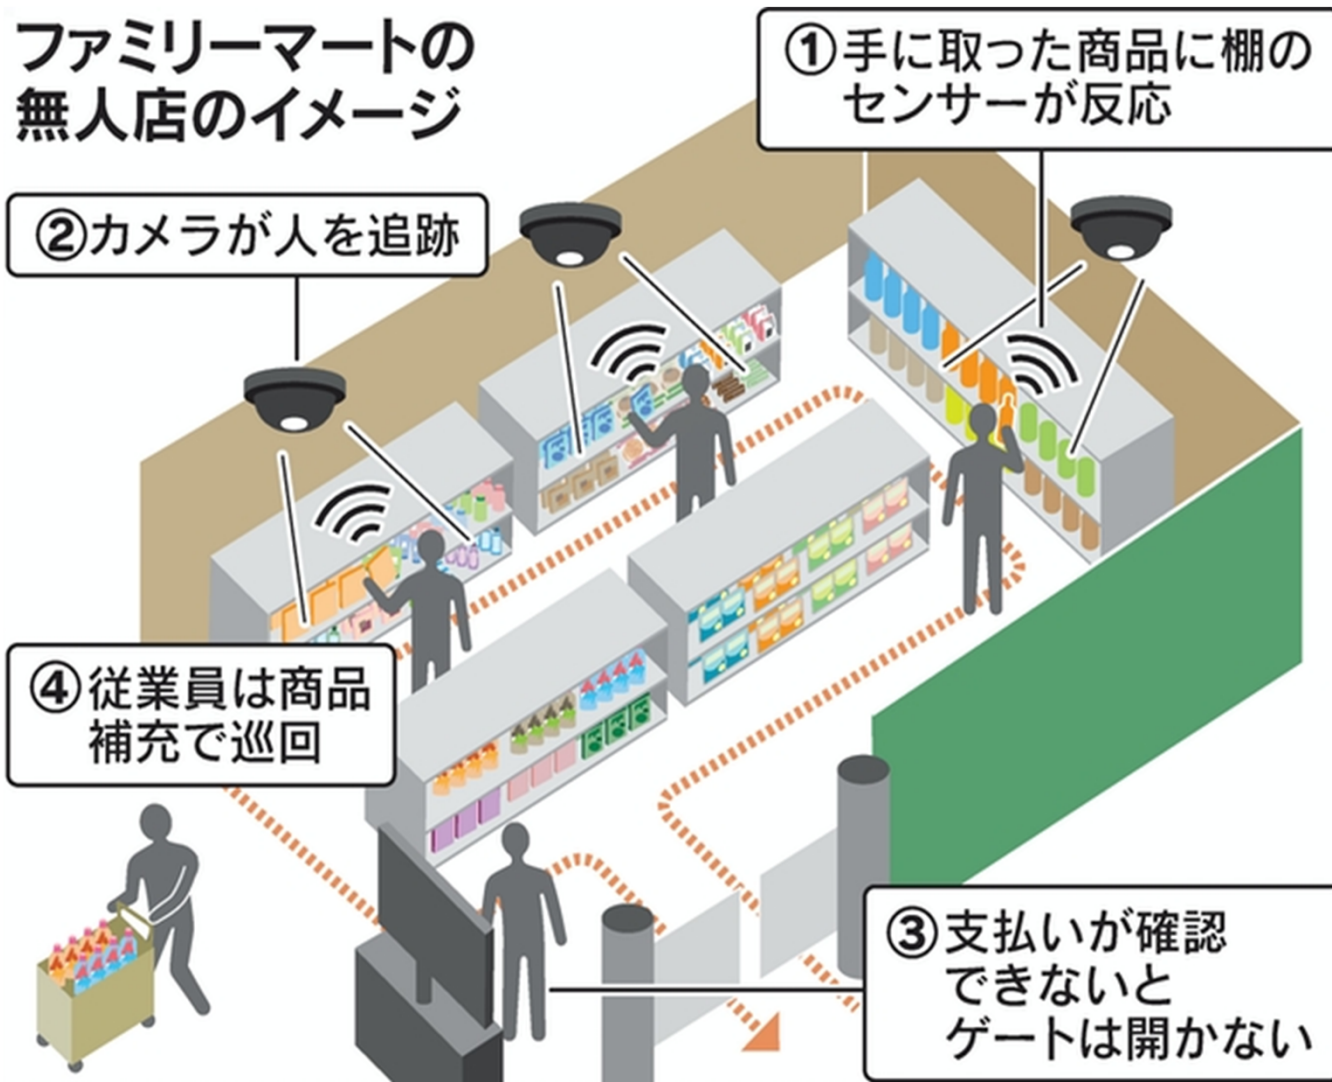 ファミリーマートの
無人店のイメージ
①手に取った商品に棚の
センサーが反応
②カメラが人を追跡
④従業員は商品
補充で巡回
③支払いが確認
できないと
ゲートは開かない